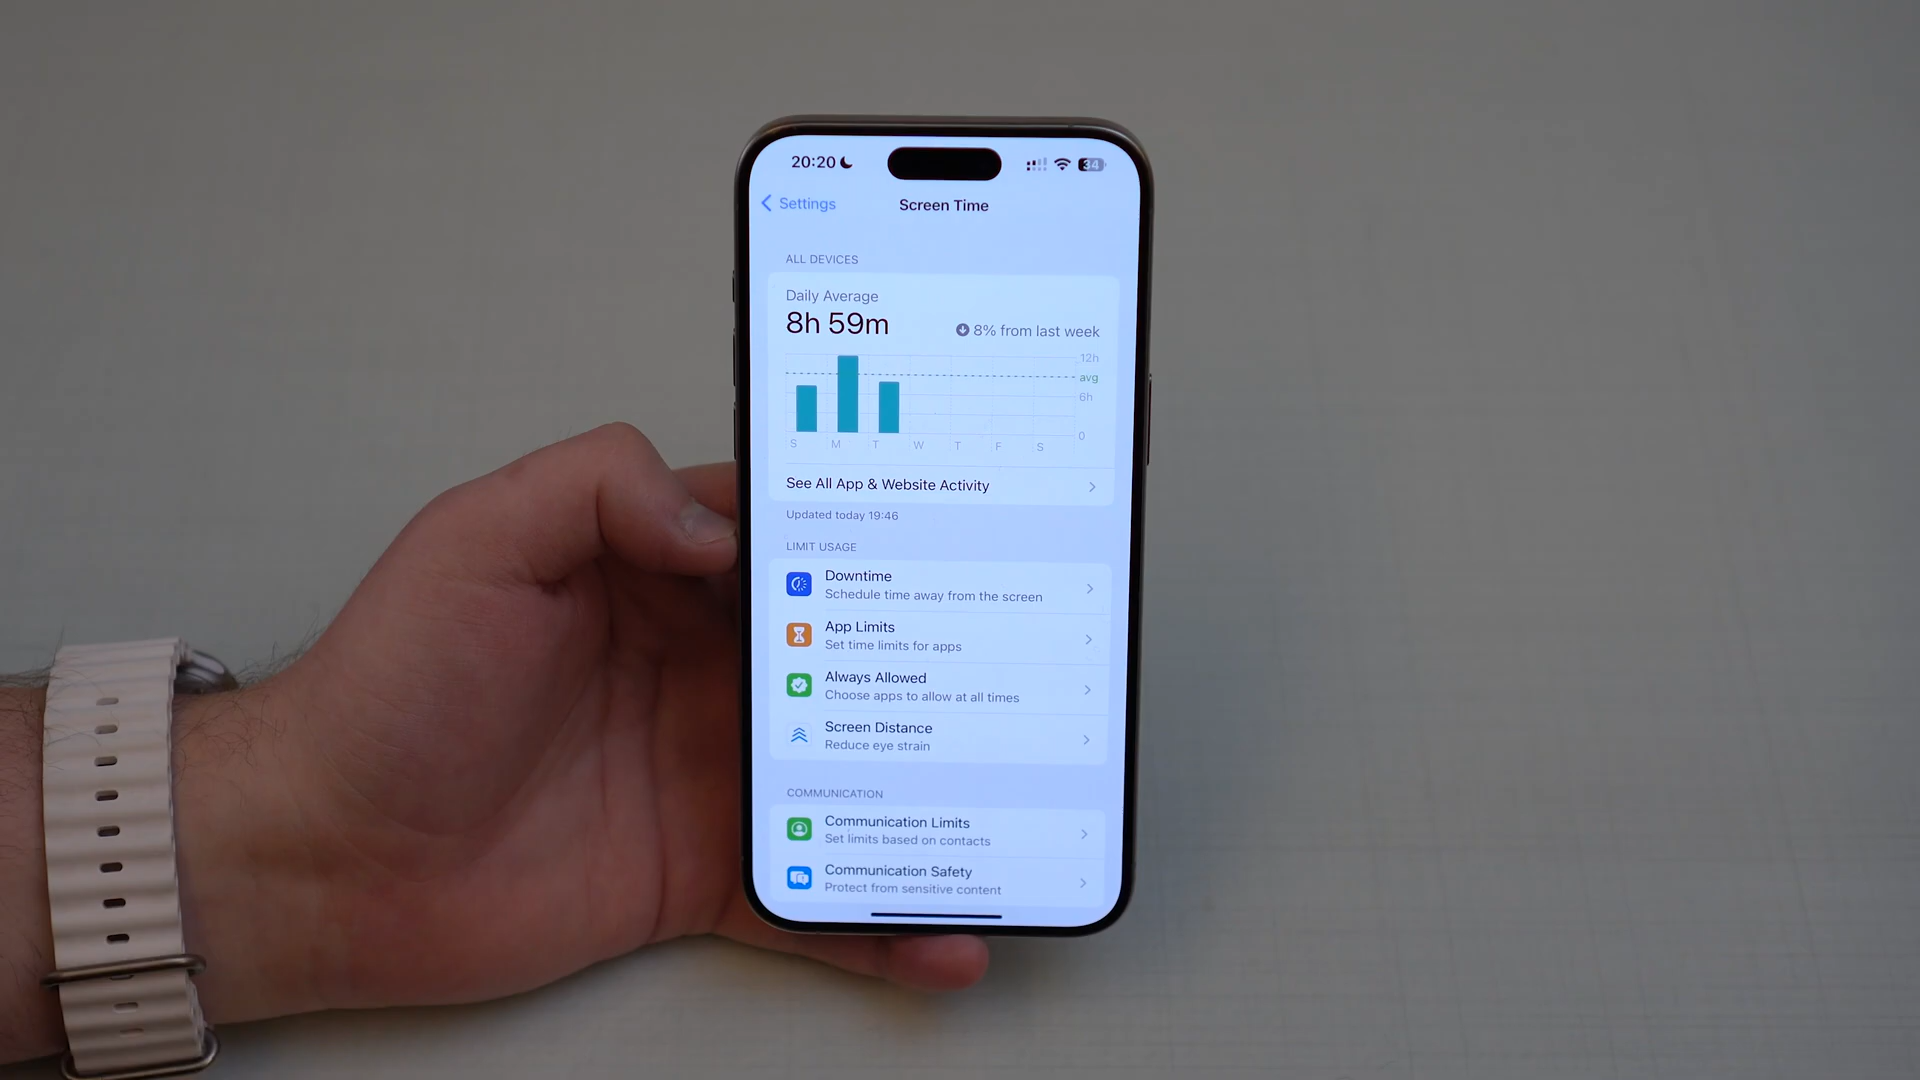 20:20
34
Settings
Screen Time
ALL DEVICES
Daily Average
8h 59m
8% from last week
12h
avg
6h
0
S M T W T F S
See All App & Website Activity
Updated today 19:46
LIMIT USAGE
Downtime
Schedule time away from the screen
App Limits
Set time limits for apps
Always Allowed
Choose apps to allow at all times
Screen Distance
Reduce eye strain
COMMUNICATION
Communication Limits
Set limits based on contacts
Communication Safety
Protect from sensitive content